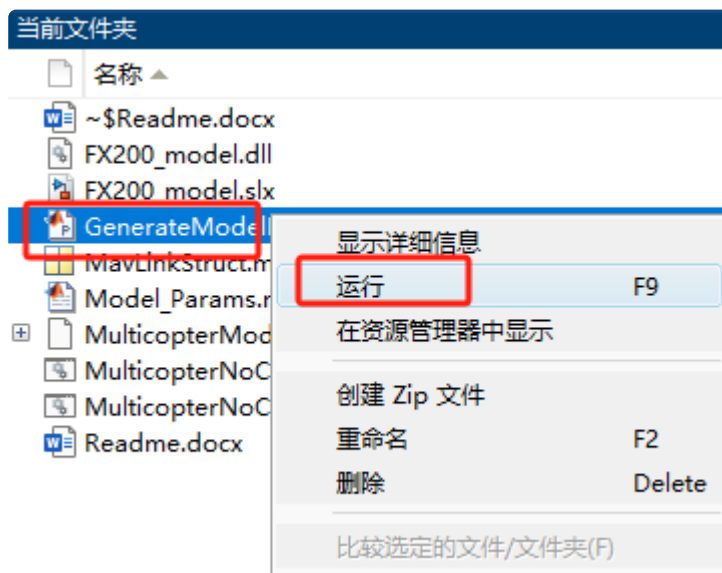 当前文件夹
名称
~$Readme.docx
FX200_model.dll
FX200_model.slx
GenerateModel
显示详细信息
MavLinkStruct.m
运行 F9
Model_Params.
在资源管理器中显示
MulticopterMod
MulticopterNoC
创建 Zip 文件
MulticopterNoC
重命名 F2
Readme.docx
删除 Delete
比较选定的文件/文件夹(F)